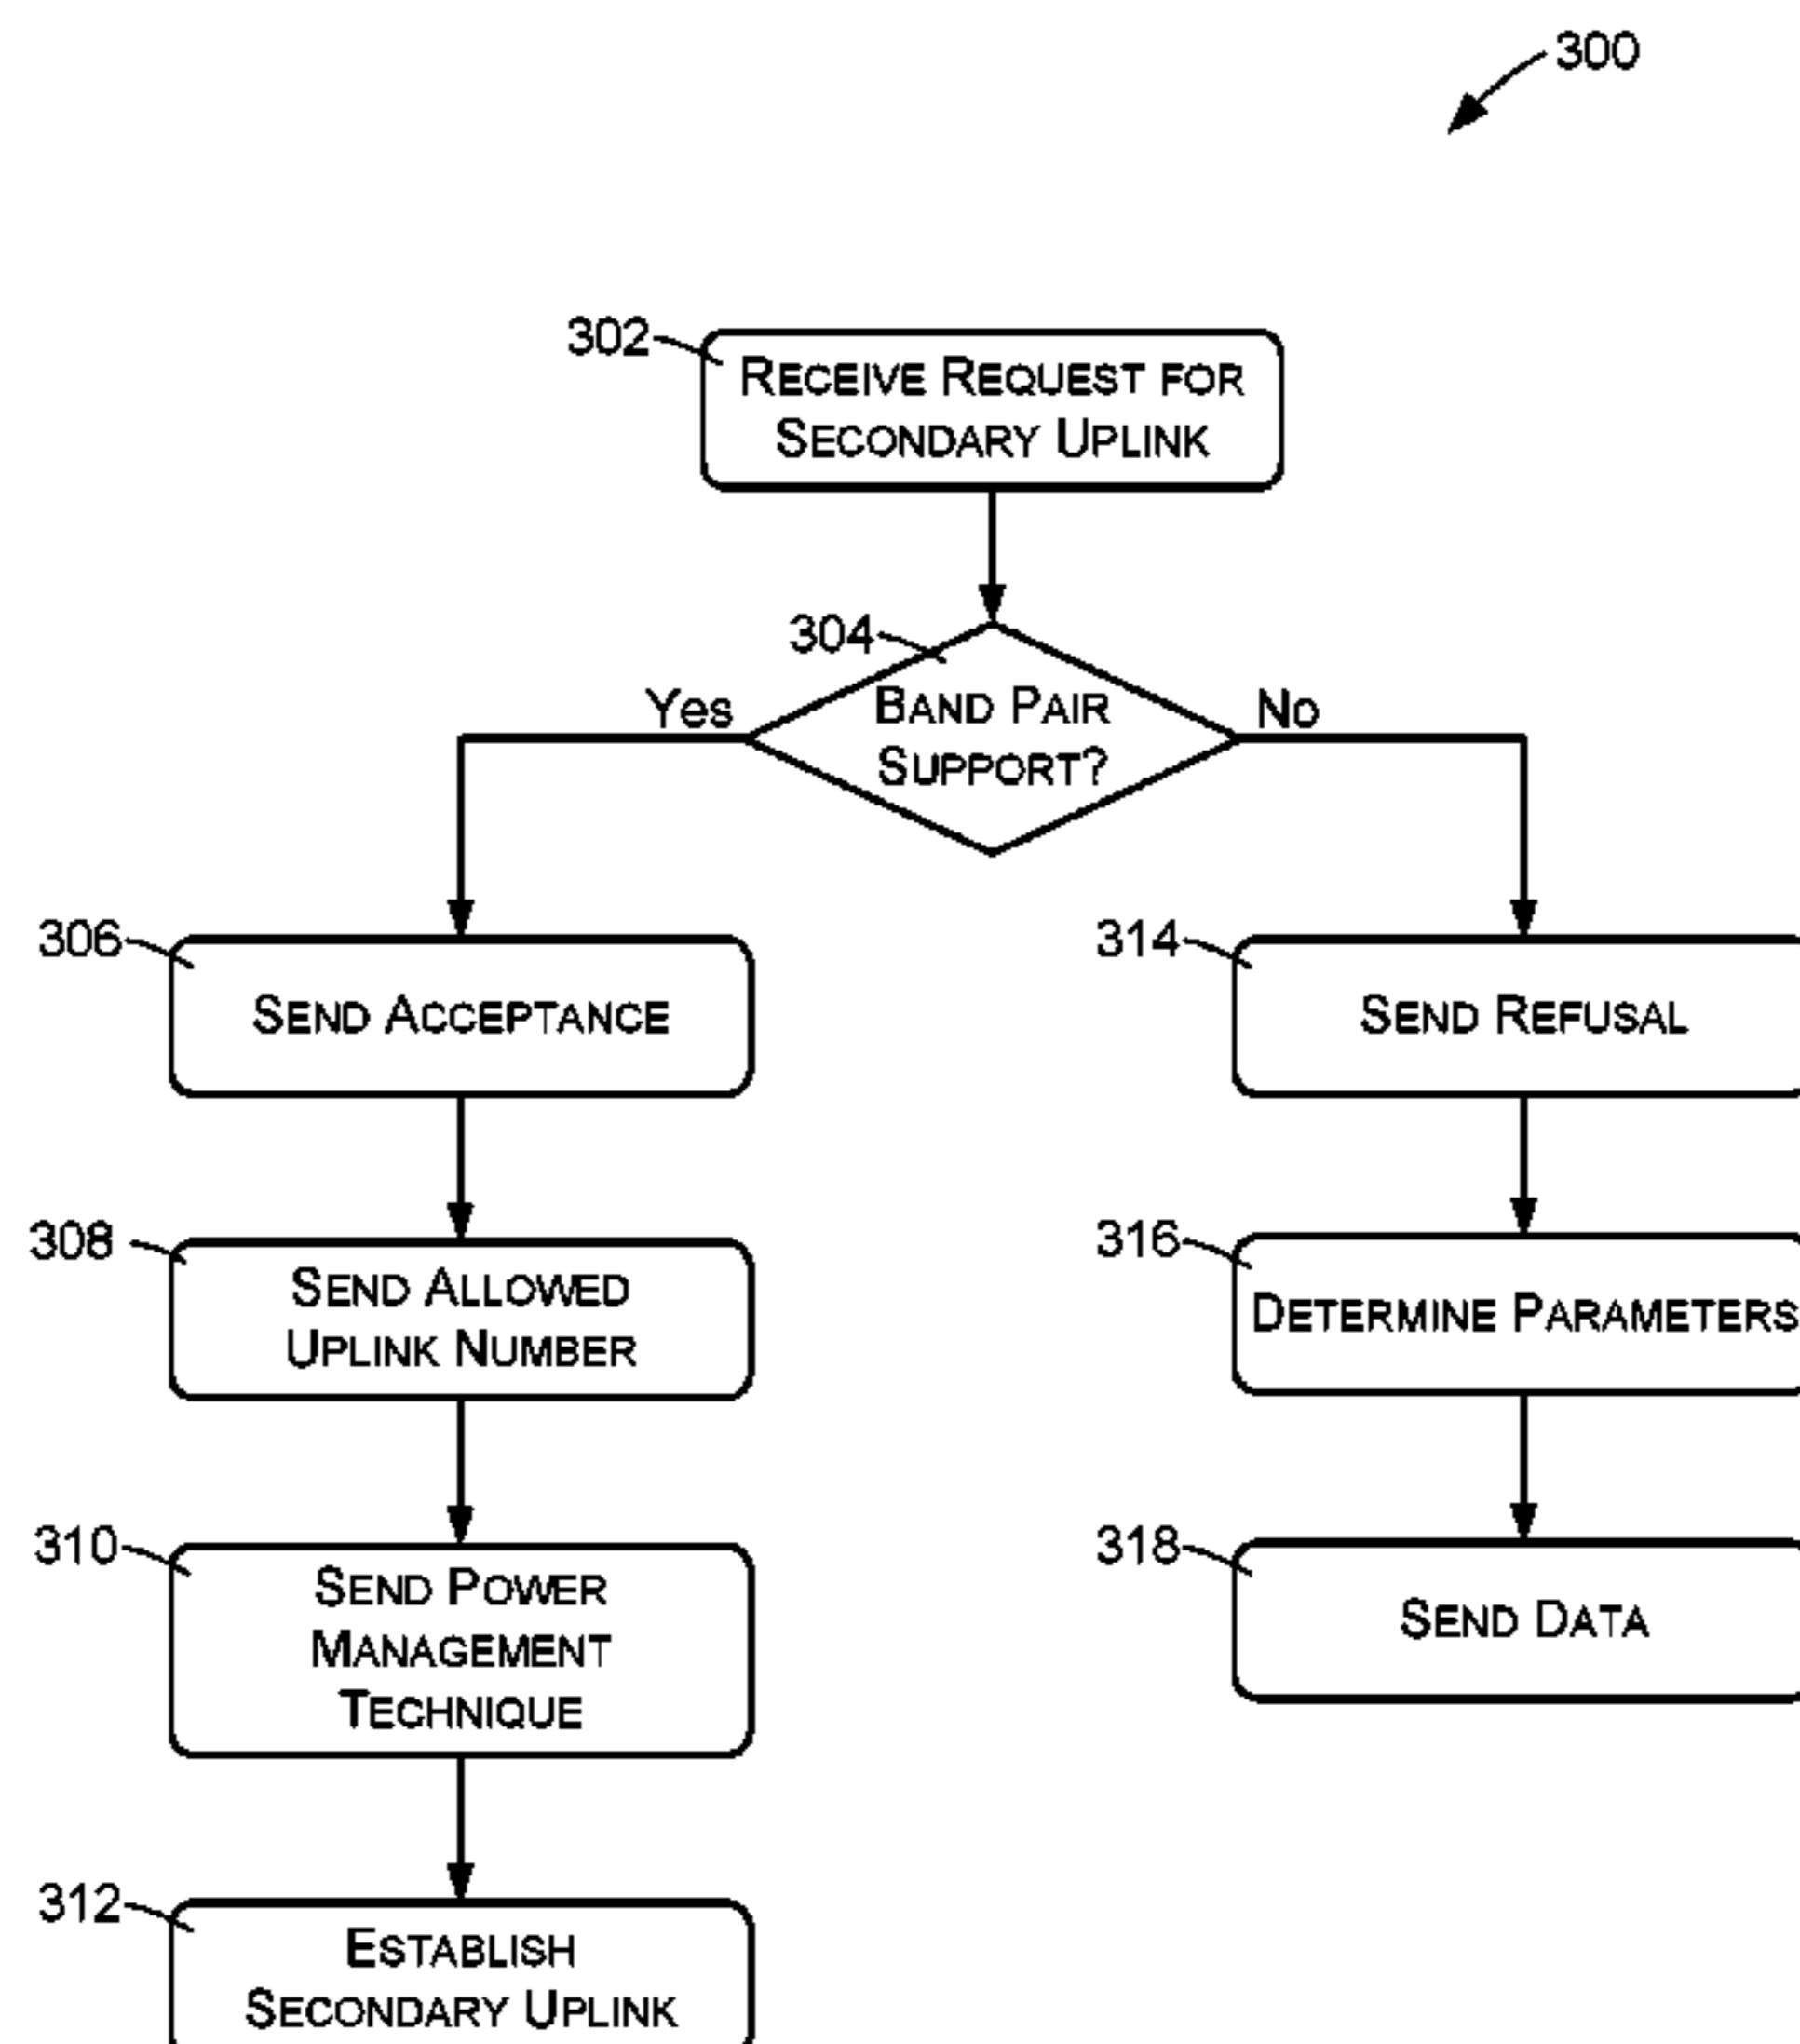 300
302
RECEIVE REQUEST FOR
SECONDARY UPLINK
304
BAND PAIR
SUPPORT?
Yes
No
306
SEND ACCEPTANCE
308
SEND ALLOWED
UPLINK NUMBER
310
SEND POWER
MANAGEMENT
TECHNIQUE
312
ESTABLISH
SECONDARY UPLINK
314
SEND REFUSAL
316
DETERMINE PARAMETERS
318
SEND DATA